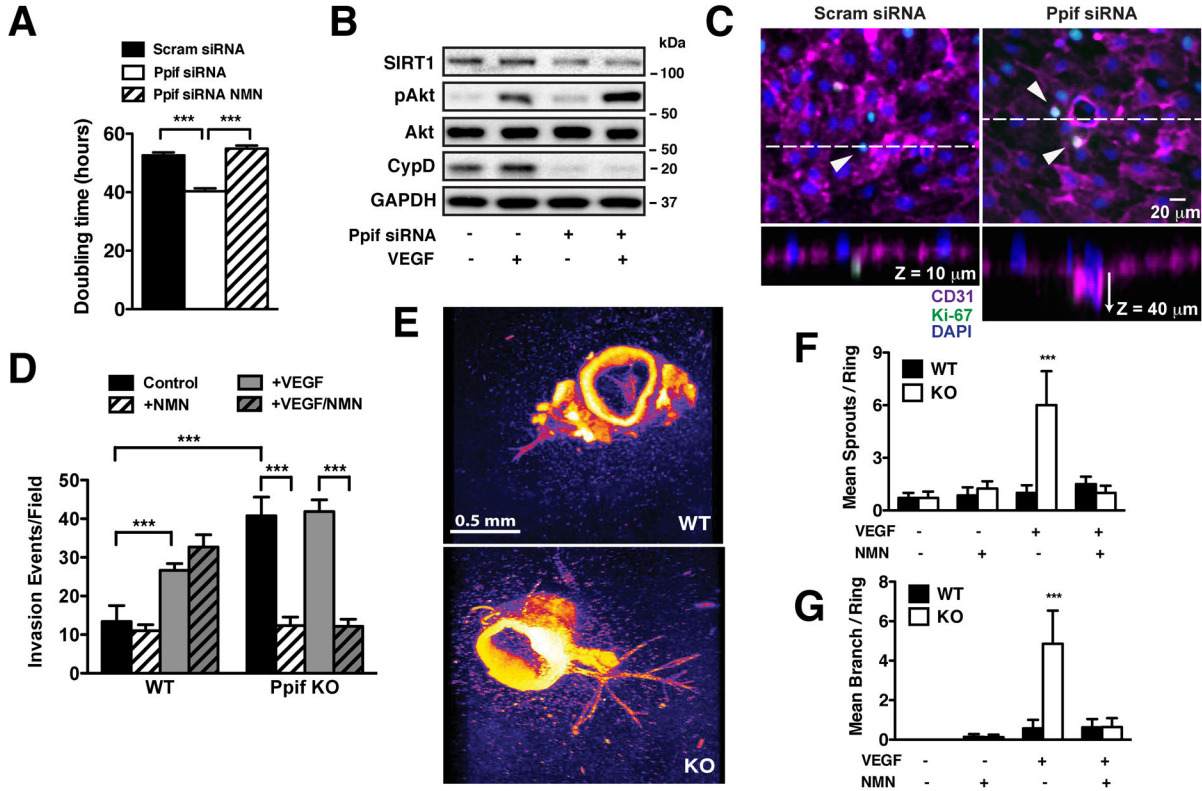 A
Scram siRNA
Ppif siRNA
Ppif siRNA NMN
***
***
Doubling time (hours)
60
40
20
0
B
kDa
SIRT1
100
pAkt
50
Akt
50
CypD
20
GAPDH
37
Ppif siRNA - - + +
VEGF - + - +
C
Scram siRNA
Ppif siRNA
20 μm
Z = 10 μm
Z = 40 μm
CD31
Ki-67
DAPI
D
Control
+NMN
+VEGF
+VEGF/NMN
***
***
***
***
Invasion Events/Field
50
40
30
20
10
0
WT
Ppif KO
E
0.5 mm
WT
KO
F
WT
KO
***
Mean Sprouts / Ring
9
6
3
0
VEGF - - + +
NMN - + - +
G
WT
KO
***
Mean Branch / Ring
8
6
4
2
0
VEGF - - + +
NMN - + - +